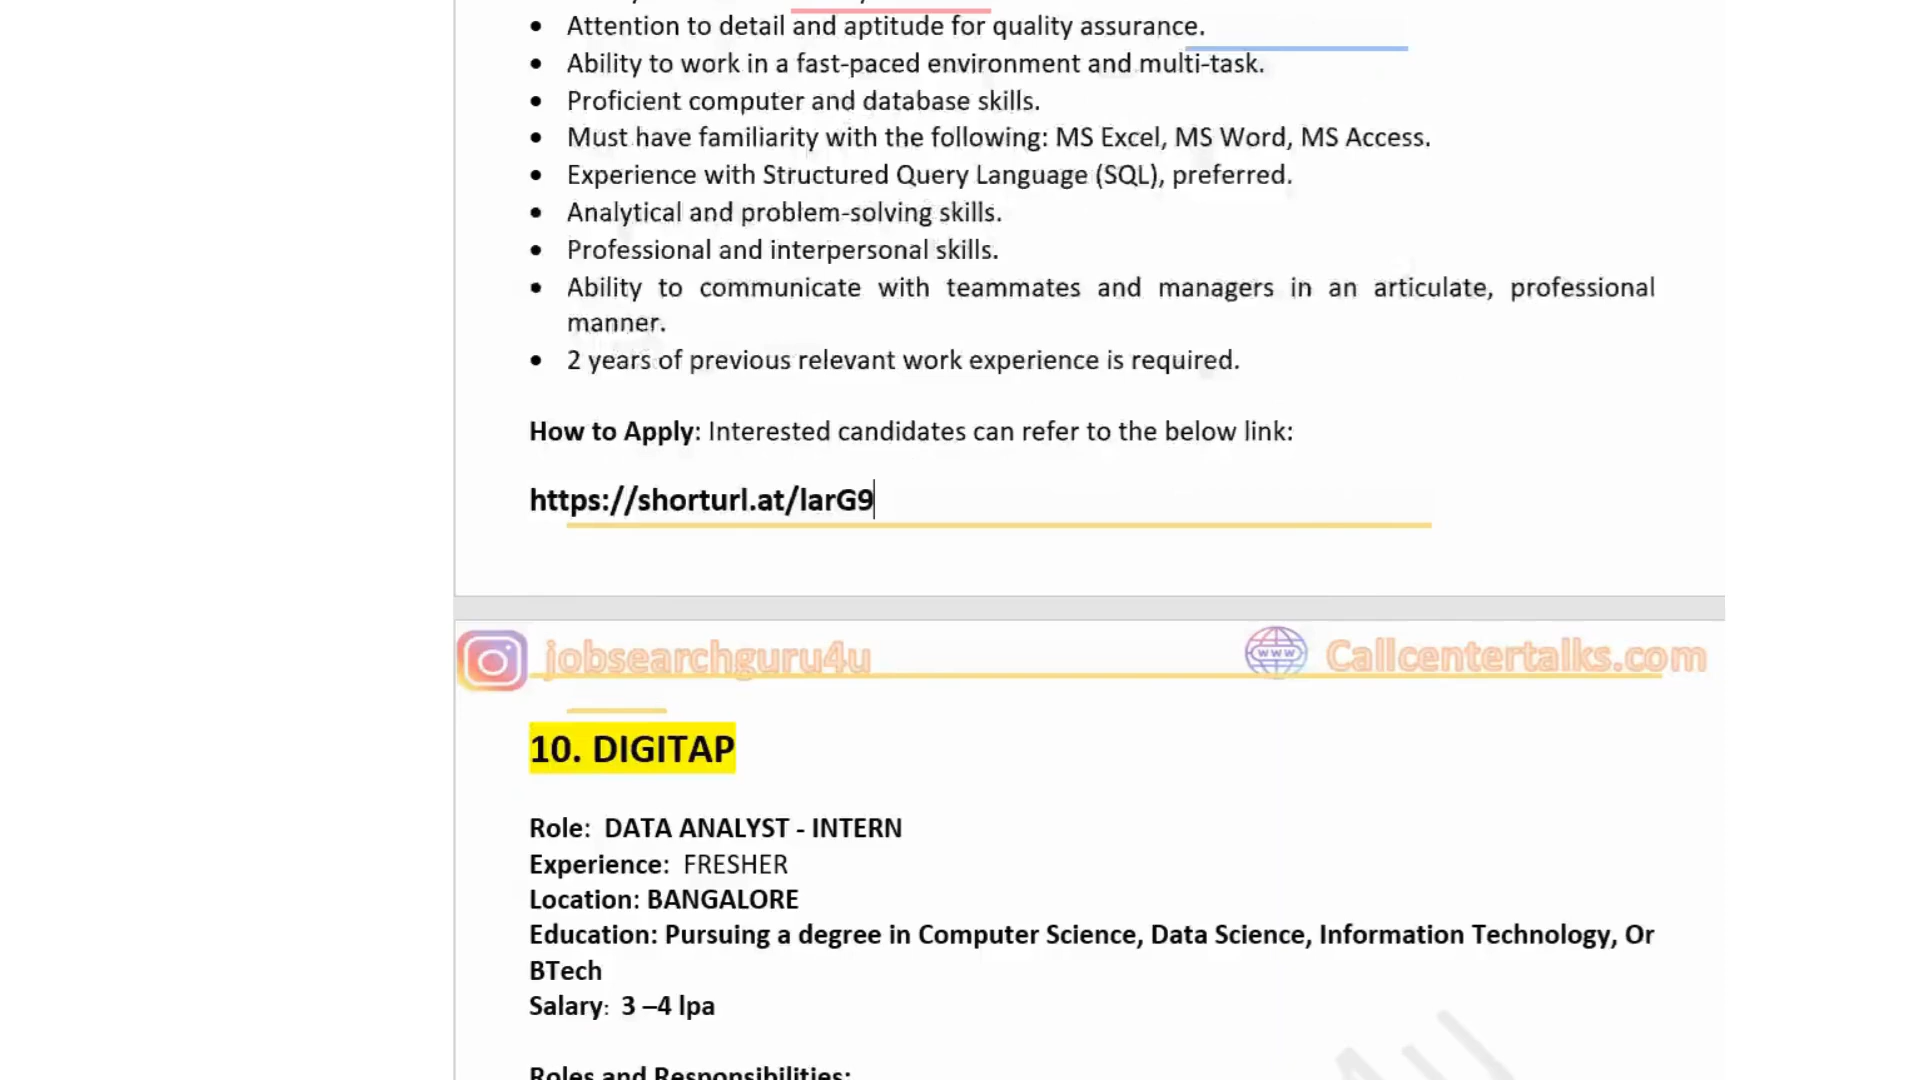 • Attention to detail and aptitude for quality assurance.
• Ability to work in a fast-paced environment and multi-task.
• Proficient computer and database skills.
• Must have familiarity with the following: MS Excel, MS Word, MS Access.
• Experience with Structured Query Language (SQL), preferred.
• Analytical and problem-solving skills.
• Professional and interpersonal skills.
• Ability to communicate with teammates and managers in an articulate, professional
manner.
• 2 years of previous relevant work experience is required.
How to Apply: Interested candidates can refer to the below link:
https://shorturl.at/larG9
jobsearchguru4u
www Callcentertalks.com
10. DIGITAP
Role: DATA ANALYST - INTERN
Experience: FRESHER
Location: BANGALORE
Education: Pursuing a degree in Computer Science, Data Science, Information Technology, Or
BTech
Salary: 3 –4 lpa
Roles and Responsibilities:
4u